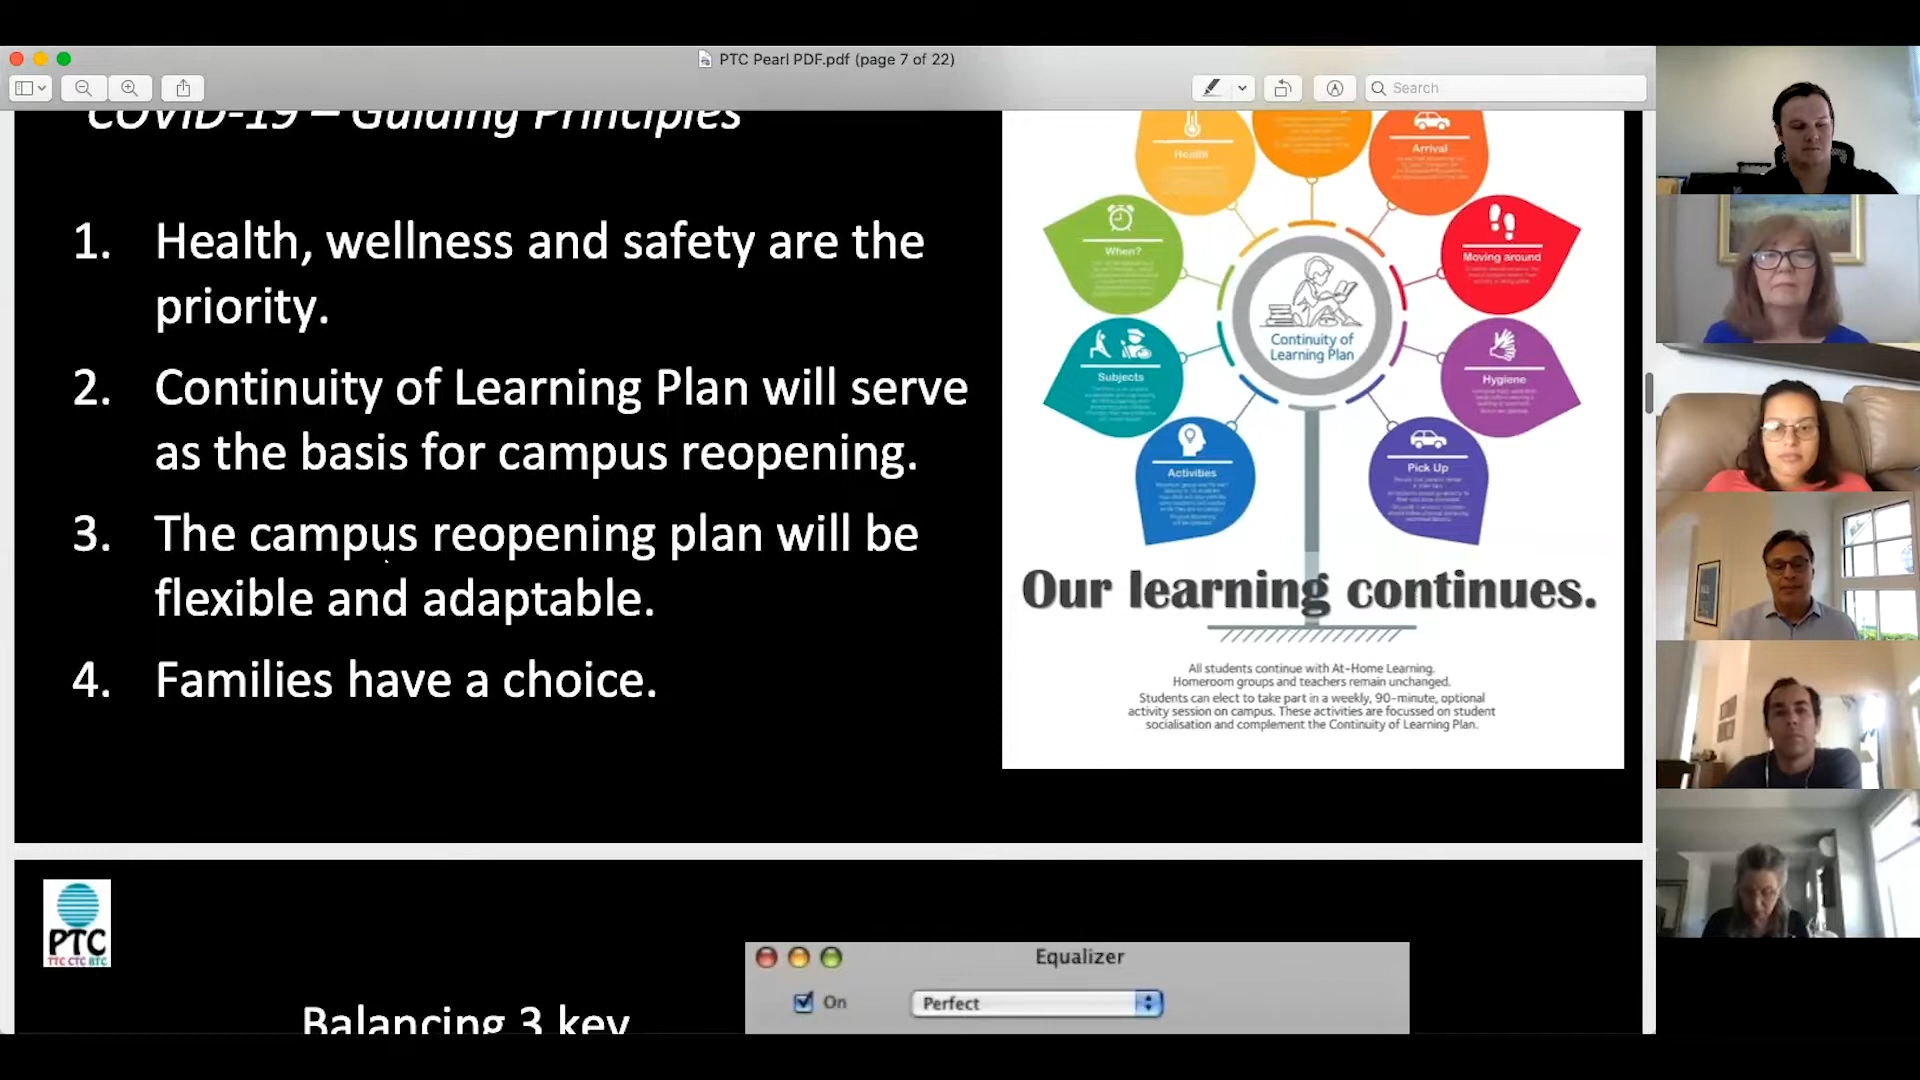 PTC Pearl PDF.pdf (page 7 of 22)
Search
COVID-19 – Guiding Principles
1. Health, wellness and safety are the
priority.
2. Continuity of Learning Plan will serve
as the basis for campus reopening.
3. The campus reopening plan will be
flexible and adaptable.
4. Families have a choice.
Health
Arrival
When?
Moving around
Continuity of
Learning Plan
Subjects
Hygiene
Activities
Pick Up
Our learning continues.
All students continue with At-Home Learning.
Homeroom groups and teachers remain unchanged.
Students can elect to take part in a weekly, 90-minute, optional
activity session on campus. These activities are focussed on student
socialisation and complement the Continuity of Learning Plan.
PTC
TTC CTC BTC
Balancing 3 key
Equalizer
On
Perfect